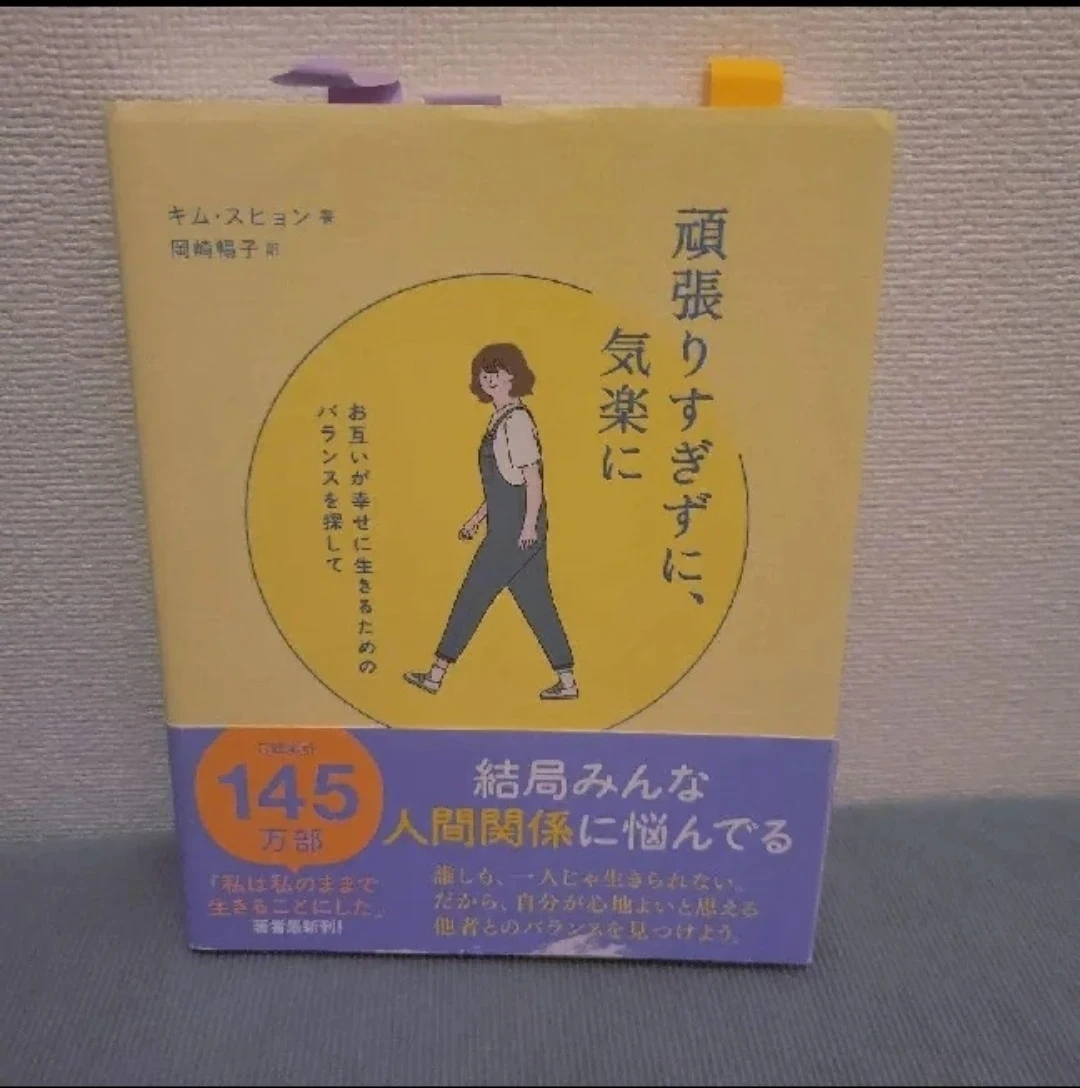 キム・スヒョン 著
岡崎暢子 訳
頑張りすぎずに、
気楽に
お互いが幸せに生きるための
バランスを探して
145
万部
「私は私のままで
生きることにした」
結局みんな
人間関係に悩んでる
誰しも、一人じゃ生きられない。
だから、自分が心地よいと思える
他者とのバランスを見つけよう。